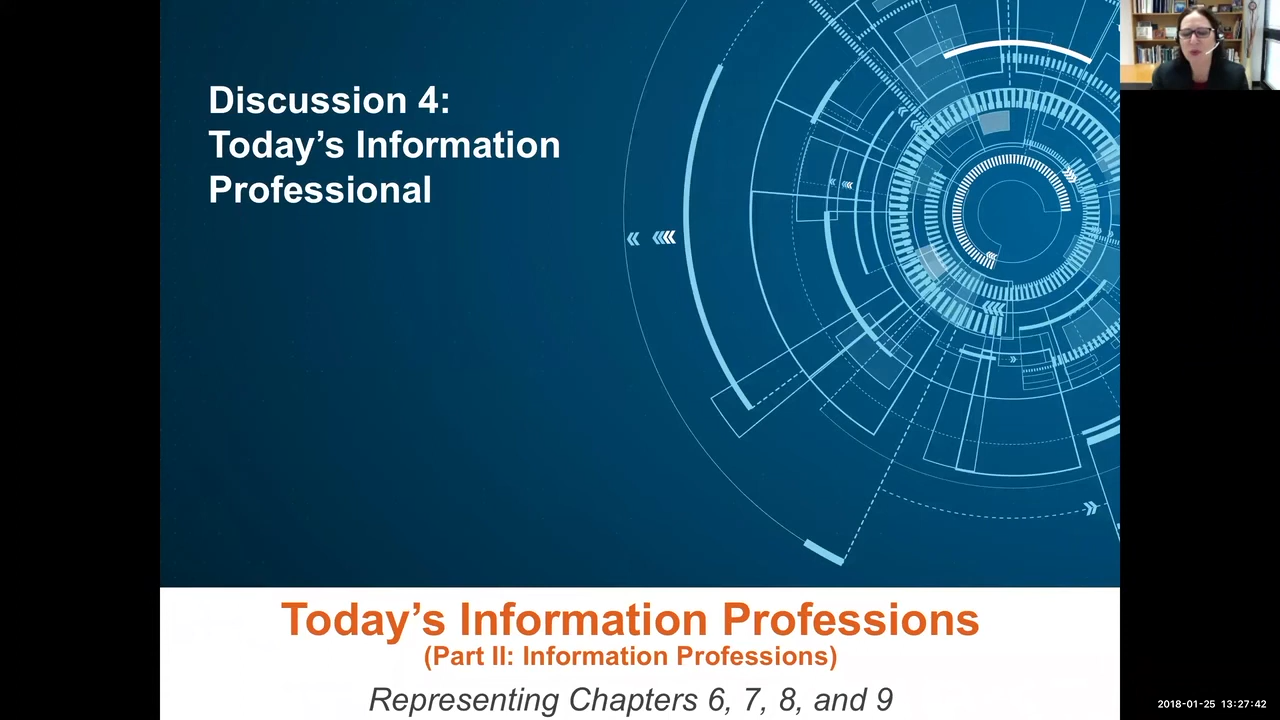 Discussion 4:
Today’s Information
Professional
Today’s Information Professions
(Part II: Information Professions)
Representing Chapters 6, 7, 8, and 9
2018-01-25 13:27:42